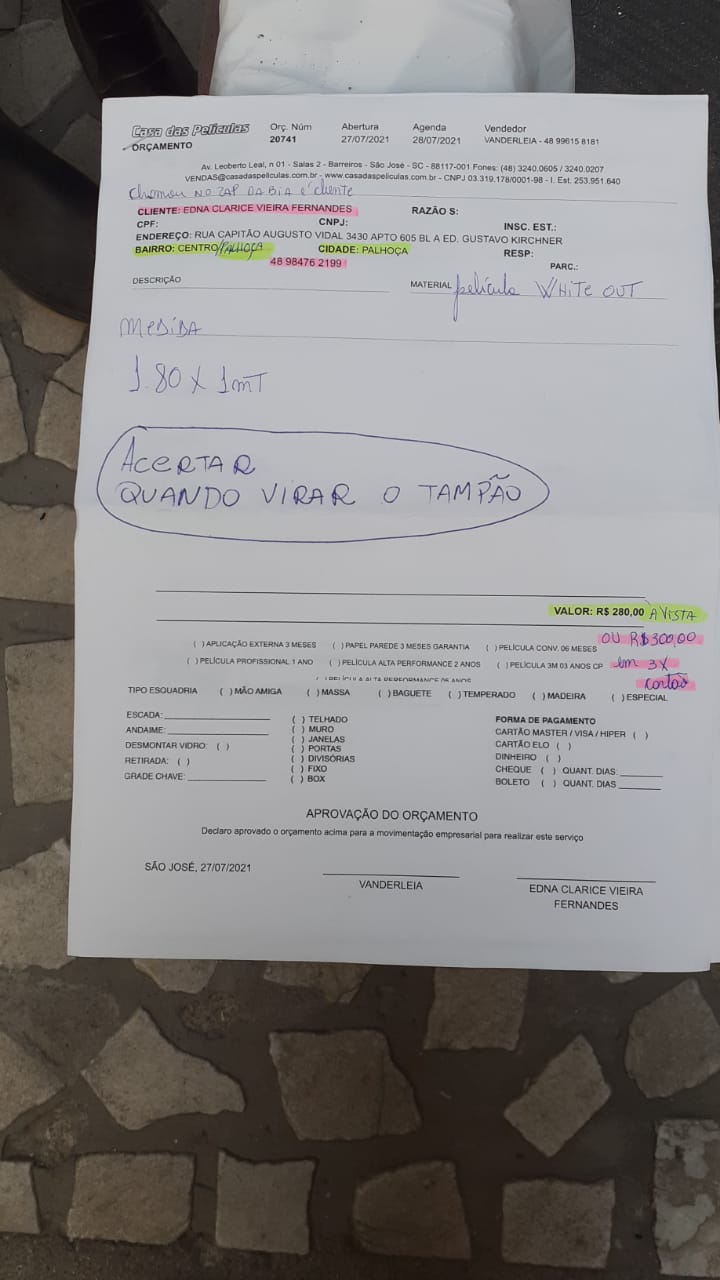 Casa das Películas Orç. Núm Abertura Agenda Vendedor
ORÇAMENTO 20741 27/07/2021 28/07/2021 VANDERLEIA - 48 99615 8181
Av. Leoberto Leal, n 01 - Salas 2 - Barreiros - São José - SC - 88117-001 Fones: (48) 3240.0605 / 3240.0207
VENDAS@casadaspeliculas.com.br - www.casadaspeliculas.com.br - CNPJ 03.319.178/0001-98 - I. Est. 253.951.640
Chamou NO ZAP DA BIA é cliente
CLIENTE: EDNA CLARICE VIEIRA FERNANDES RAZÃO S:
CPF: CNPJ: INSC. EST.:
ENDEREÇO: RUA CAPITÃO AUGUSTO VIDAL 3430 APTO 605 BL A ED. GUSTAVO KIRCHNER
BAIRRO: CENTRO/PALHOÇA CIDADE: PALHOÇA RESP:
48 98476 2199 PARC.:
DESCRIÇÃO MATERIAL película WHITE OUT
MEDIDA
1.80 X 1mT
ACERTAR
QUANDO VIRAR O TAMPÃO
VALOR: R$ 280,00 À VISTA
OU R$300,00
( ) APLICAÇÃO EXTERNA 3 MESES ( ) PAPEL PAREDE 3 MESES GARANTIA ( ) PELÍCULA CONV. 06 MESES
( ) PELÍCULA PROFISSIONAL 1 ANO ( ) PELÍCULA ALTA PERFORMANCE 2 ANOS ( ) PELÍCULA 3M 03 ANOS CP em 3X
( ) PELÍCULA ALTA PERFORMANCE 05 ANOS cartão
TIPO ESQUADRIA ( ) MÃO AMIGA ( ) MASSA ( ) BAGUETE ( ) TEMPERADO ( ) MADEIRA ( ) ESPECIAL
ESCADA: ( ) TELHADO FORMA DE PAGAMENTO
ANDAIME: ( ) MURO CARTÃO MASTER / VISA / HIPER ( )
DESMONTAR VIDRO: ( ) ( ) JANELAS CARTÃO ELO ( )
( ) PORTAS DINHEIRO ( )
RETIRADA: ( ) ( ) DIVISÓRIAS CHEQUE ( ) QUANT. DIAS:
GRADE CHAVE: ( ) FIXO BOLETO ( ) QUANT. DIAS
( ) BOX
APROVAÇÃO DO ORÇAMENTO
Declaro aprovado o orçamento acima para a movimentação empresarial para realizar este serviço
SÃO JOSÉ, 27/07/2021
VANDERLEIA EDNA CLARICE VIEIRA
FERNANDES